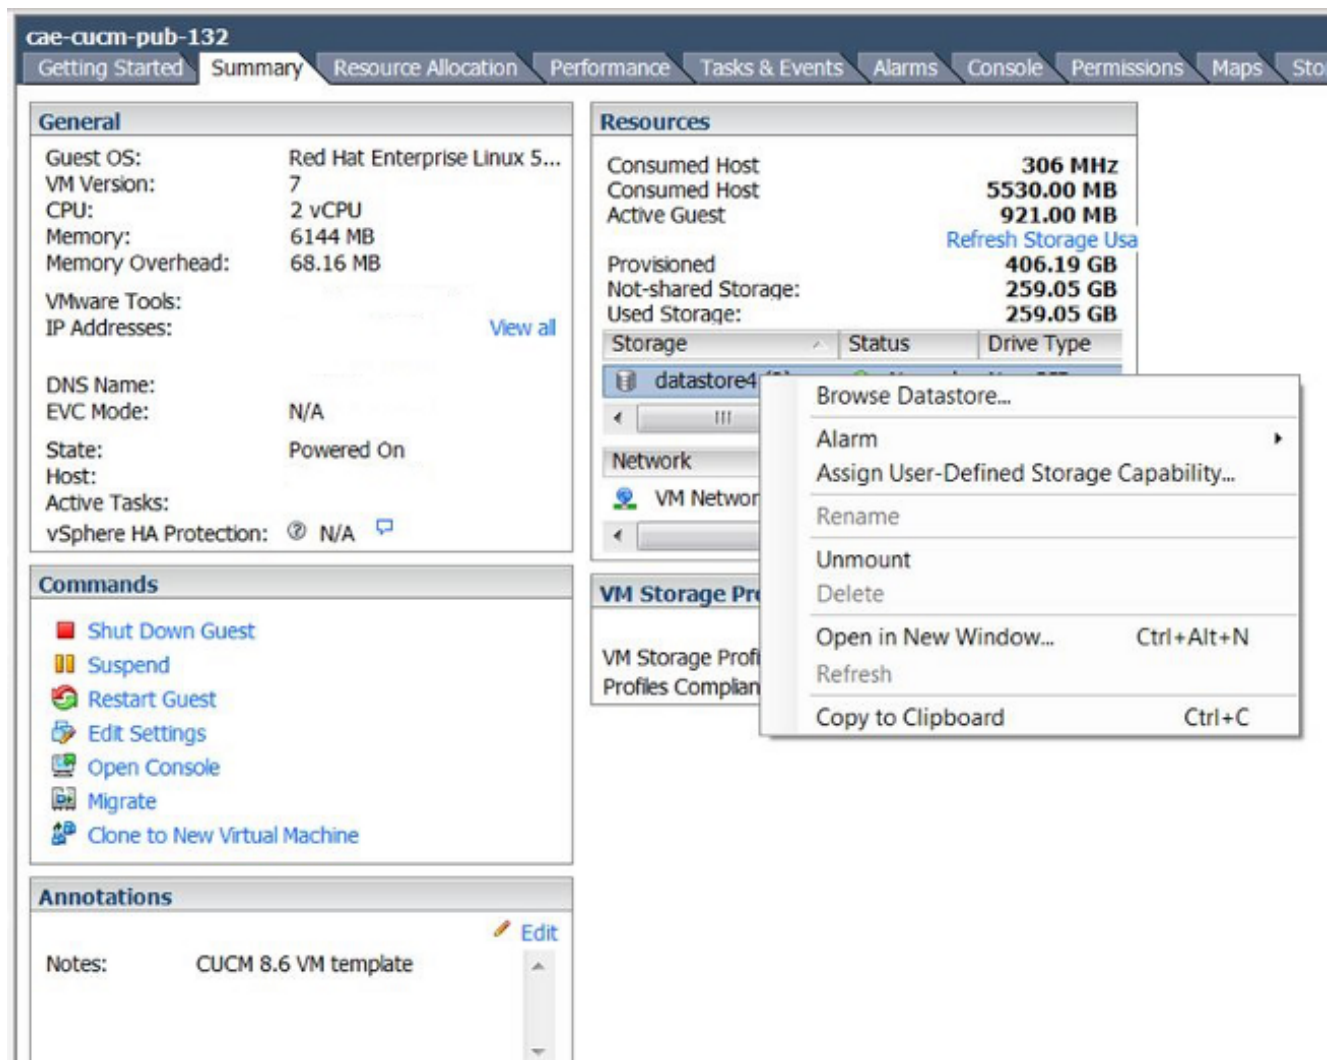 cae-cucm-pub-132
Getting Started Summary Resource Allocation Performance Tasks & Events Alarms Console Permissions Maps Sto
General
Guest OS: Red Hat Enterprise Linux 5...
VM Version: 7
CPU: 2 vCPU
Memory: 6144 MB
Memory Overhead: 68.16 MB
VMware Tools:
IP Addresses: View all
DNS Name:
EVC Mode: N/A
State: Powered On
Host:
Active Tasks:
vSphere HA Protection: N/A
Commands
Shut Down Guest
Suspend
Restart Guest
Edit Settings
Open Console
Migrate
Clone to New Virtual Machine
Annotations
Edit
Notes: CUCM 8.6 VM template
Resources
Consumed Host 306 MHz
Consumed Host 5530.00 MB
Active Guest 921.00 MB
Refresh Storage Usa
Provisioned 406.19 GB
Not-shared Storage: 259.05 GB
Used Storage: 259.05 GB
Storage Status Drive Type
datastore4
Network
VM Networ
VM Storage Pr
VM Storage Profi
Profiles Complian
Browse Datastore...
Alarm
Assign User-Defined Storage Capability...
Rename
Unmount
Delete
Open in New Window... Ctrl+Alt+N
Refresh
Copy to Clipboard Ctrl+C